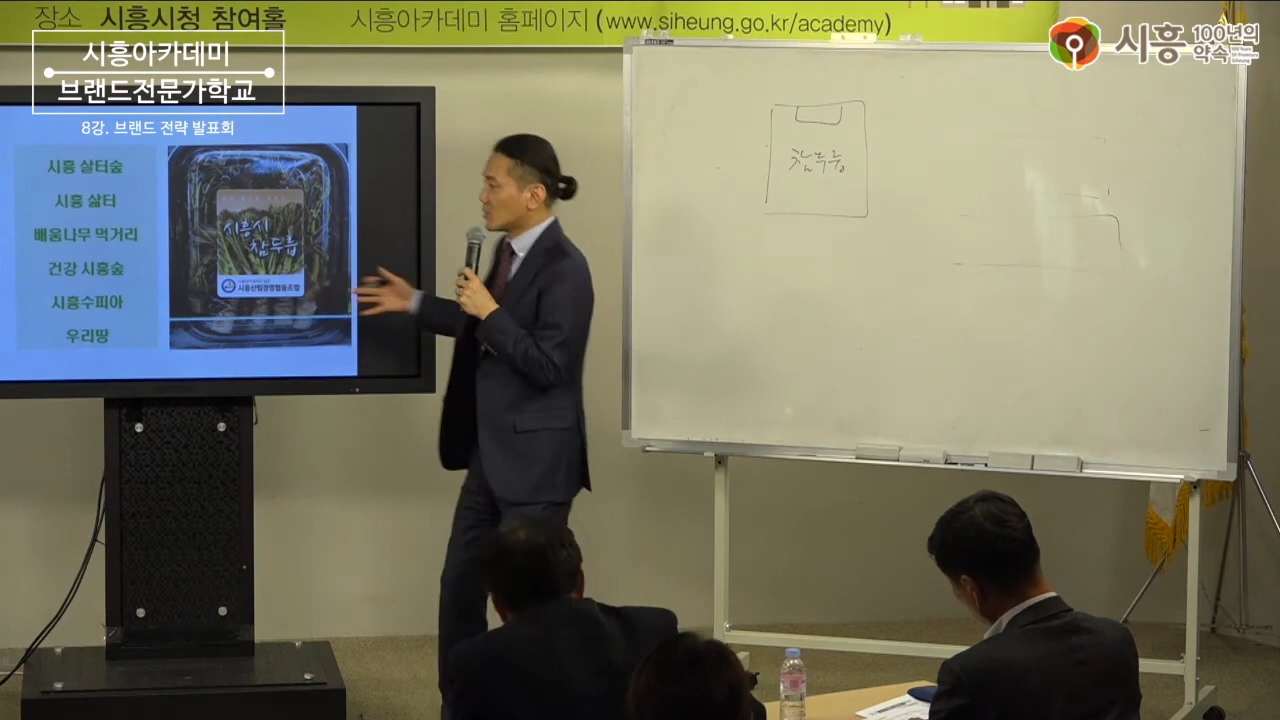 장소 시흥시청 참여홀 시흥아카데미 홈페이지 (www.siheung.go.kr/academy)
시흥아카데미
브랜드전문가학교
8강. 브랜드 전략 발표회
시흥 100년의 약속
시흥 살터숲
시흥 삶터
배움나무 먹거리
건강 시흥숲
시흥수피아
우리땅
시흥시
참두릅
시흥산림경영협동조합
참두릅